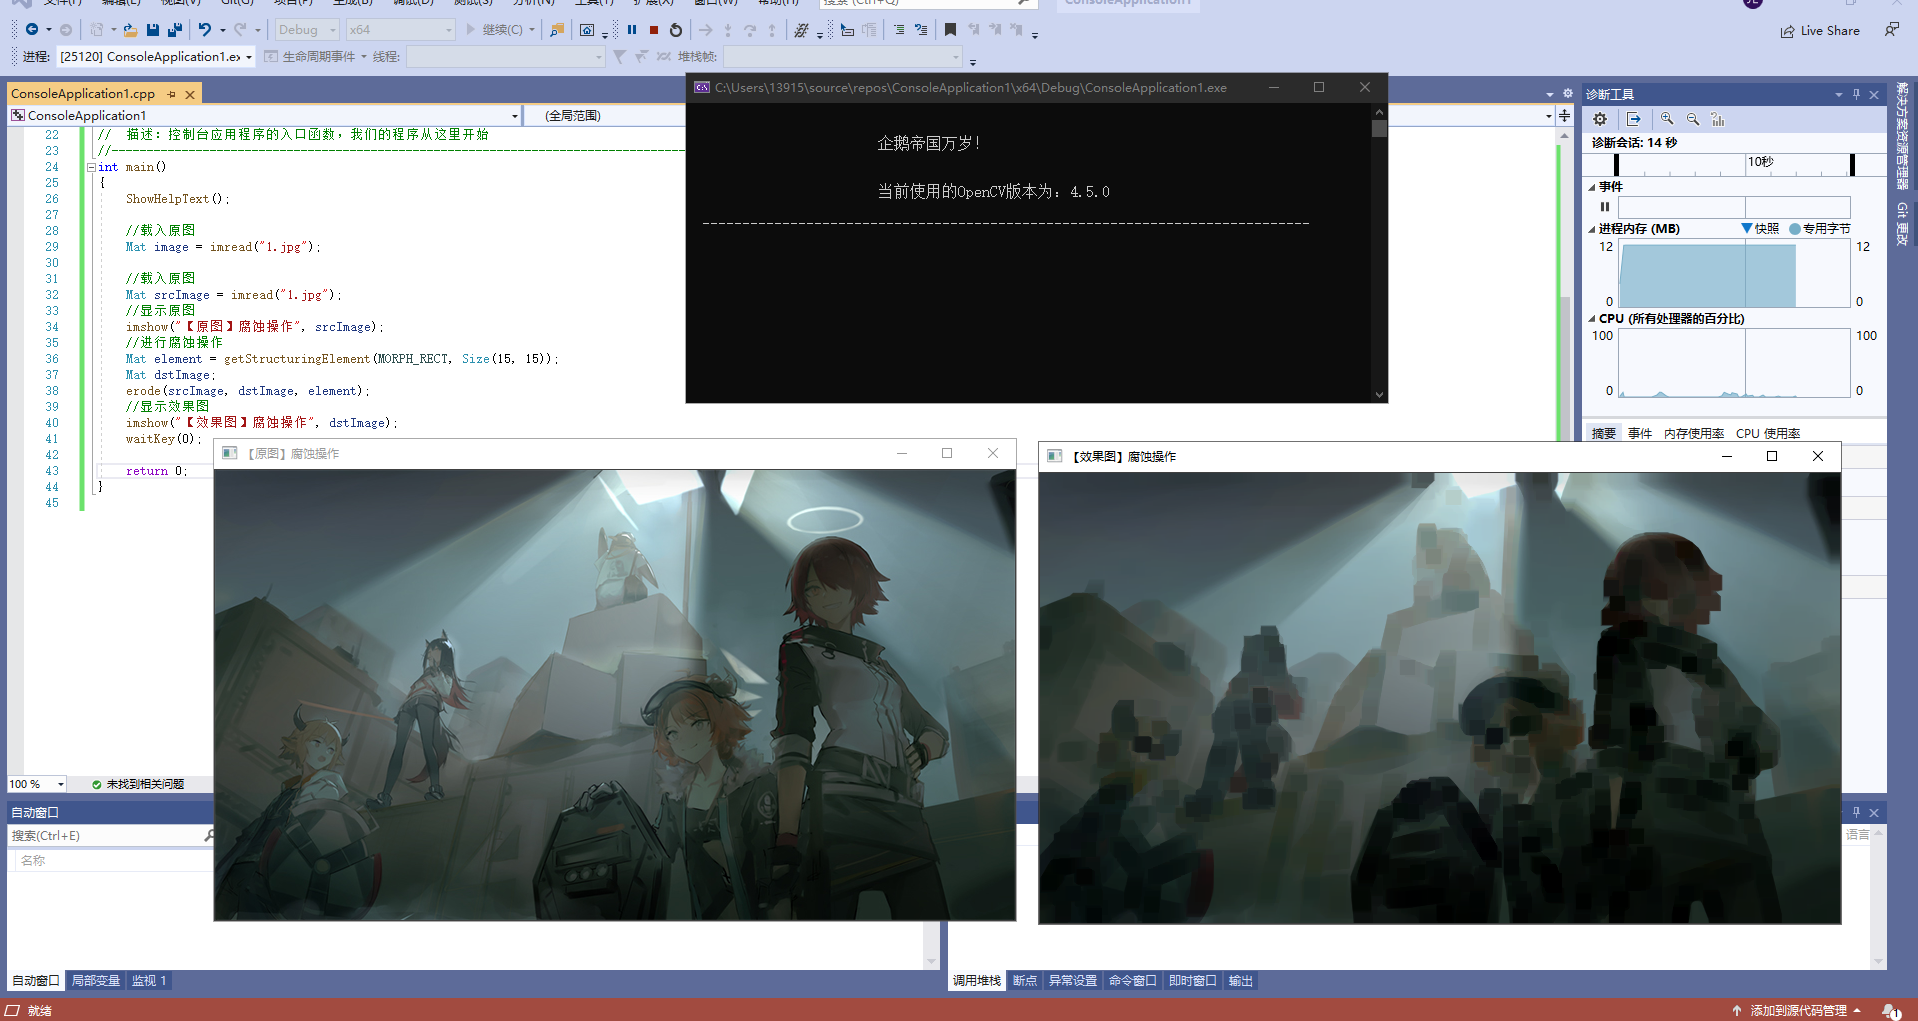 文件(F) 编辑(E) 视图(V) Git(G) 项目(P) 生成(B) 调试(D) 测试(S) 分析(N) 工具(T) 扩展(X) 窗口(W) 帮助(H) 搜索 (Ctrl+Q) ConsoleApplication1
Debug x64 继续(C) Live Share
进程: [25120] ConsoleApplication1.ex 生命周期事件 线程: 堆栈帧:
ConsoleApplication1.cpp
ConsoleApplication1 (全局范围)
22 // 描述：控制台应用程序的入口函数，我们的程序从这里开始
23 //--------------------------------------------------------------------------------
24 int main()
25 {
26 ShowHelpText();
27
28 //载入原图
29 Mat image = imread("1.jpg");
30
31 //载入原图
32 Mat srcImage = imread("1.jpg");
33 //显示原图
34 imshow("【原图】腐蚀操作", srcImage);
35 //进行腐蚀操作
36 Mat element = getStructuringElement(MORPH_RECT, Size(15, 15));
37 Mat dstImage;
38 erode(srcImage, dstImage, element);
39 //显示效果图
40 imshow("【效果图】腐蚀操作", dstImage);
41 waitKey(0);
42
43 return 0;
44 }
45
C:\Users\13915\source\repos\ConsoleApplication1\x64\Debug\ConsoleApplication1.exe
企鹅帝国万岁!
当前使用的OpenCV版本为: 4.5.0
----------------------------------------------------------------------------
诊断工具
诊断会话: 14 秒
10秒
事件
进程内存 (MB) 快照 专用字节
12 12
0 0
CPU (所有处理器的百分比)
100 100
0 0
摘要 事件 内存使用率 CPU 使用率
解决方案资源管理器
Git 更改
【原图】腐蚀操作
【效果图】腐蚀操作
100 % 未找到相关问题
自动窗口
搜索(Ctrl+E)
名称
语言
自动窗口 局部变量 监视 1
调用堆栈 断点 异常设置 命令窗口 即时窗口 输出
就绪
添加到源代码管理 1